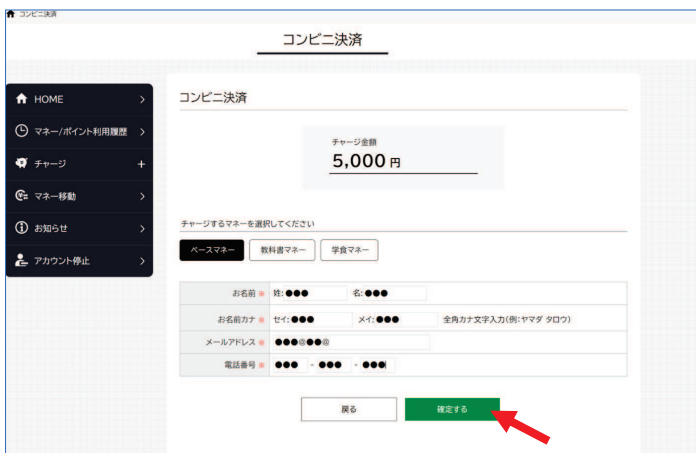 コンビニ決済
コンビニ決済
HOME
マネー/ポイント利用履歴
チャージ
マネー移動
お知らせ
アカウント停止
コンビニ決済
チャージ金額
5,000 円
チャージするマネーを選択してください
ベースマネー 教科書マネー 学食マネー
お名前 ※ 姓: ●●● 名: ●●●
お名前カナ ※ セイ: ●●● メイ: ●●● 全角カナ文字入力(例:ヤマダ タロウ)
メールアドレス ※ ●●●@●●@
電話番号 ※ ●●● - ●●● - ●●●
戻る 確定する